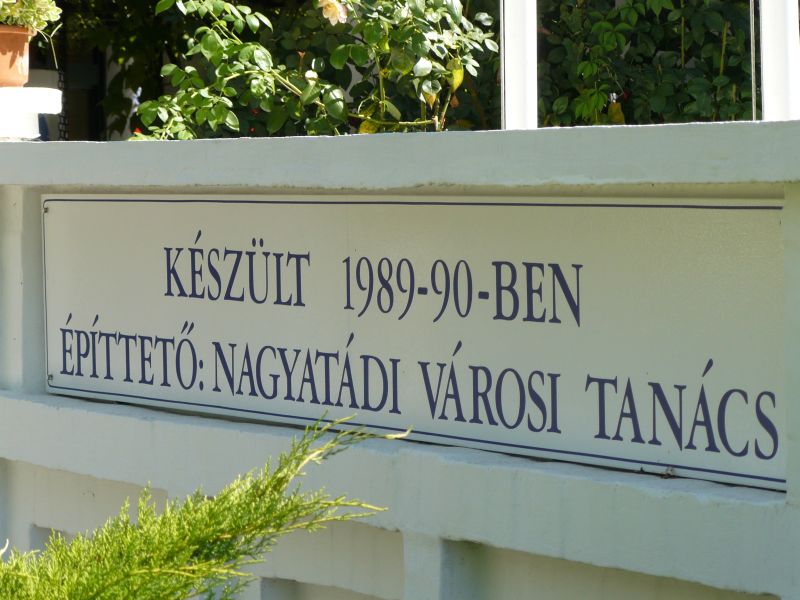 KÉSZÜLT 1989-90-BEN
ÉPÍTTETŐ: NAGYATÁDI VÁROSI TANÁCS